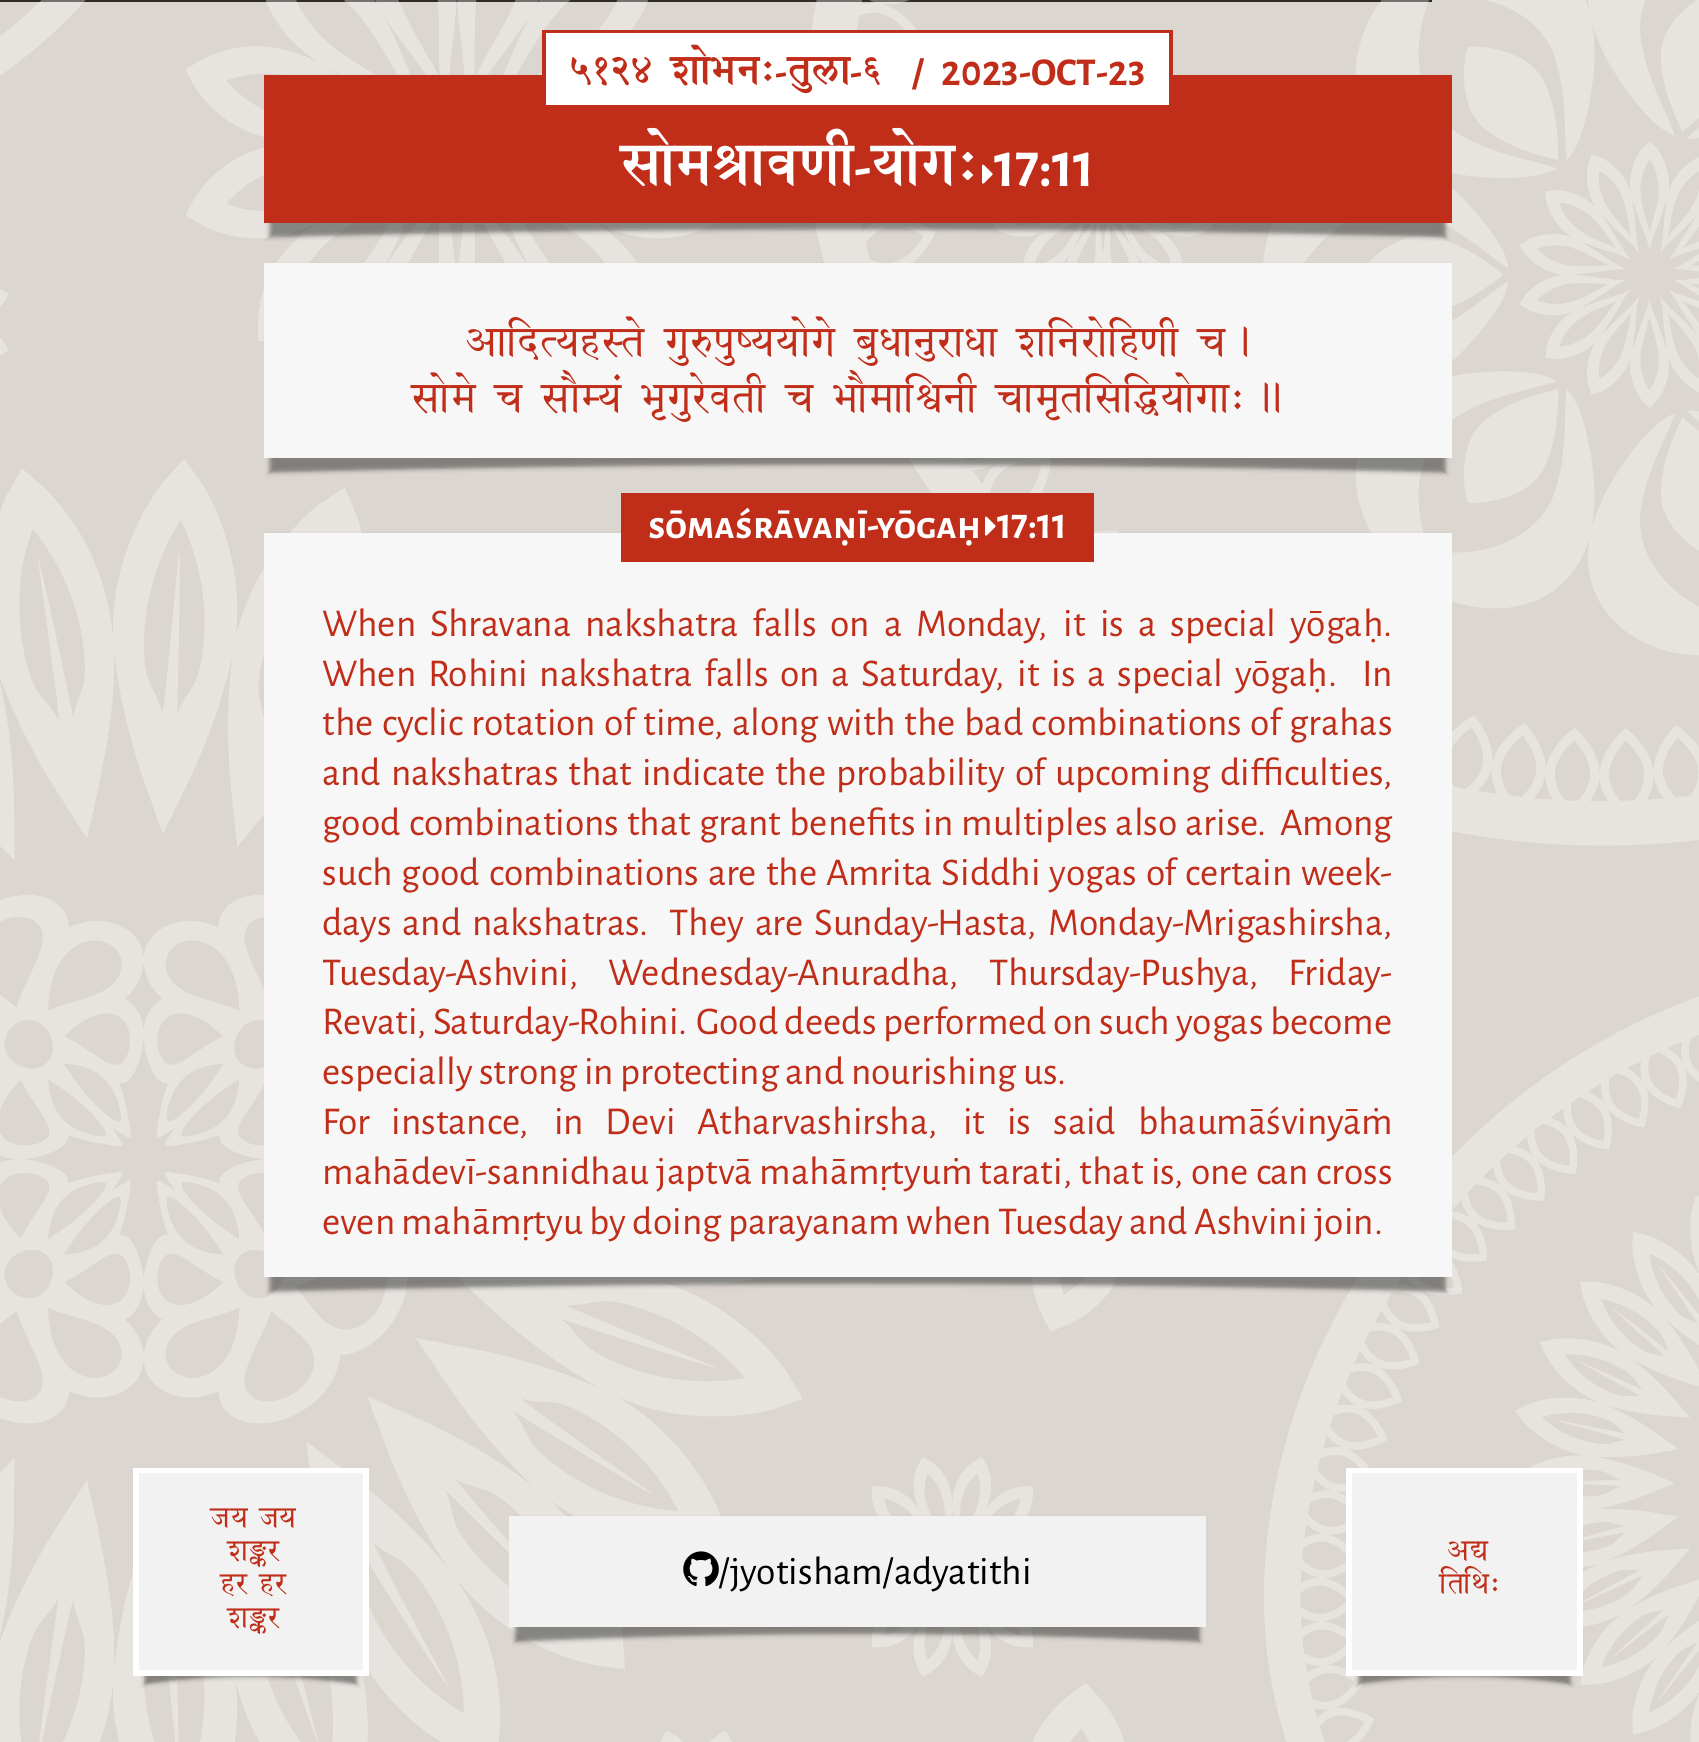 ५१२४ शोभनः-तुला-६ / 2023-OCT-23
सोमश्रावणी-योगः▸17:11
आदित्यहस्ते गुरुपुष्ययोगे बुधानुराधा शनिरोहिणी च।
सोमे च सौम्यं भृगुरेवती च भौमाश्विनी चामृतसिद्धियोगाः॥
SŌMAŚRĀVAṆĪ-YŌGAḤ▸17:11
When Shravana nakshatra falls on a Monday, it is a special yōgaḥ.
When Rohini nakshatra falls on a Saturday, it is a special yōgaḥ. In
the cyclic rotation of time, along with the bad combinations of grahas
and nakshatras that indicate the probability of upcoming difficulties,
good combinations that grant benefits in multiples also arise. Among
such good combinations are the Amrita Siddhi yogas of certain week-
days and nakshatras. They are Sunday-Hasta, Monday-Mrigashirsha,
Tuesday-Ashvini, Wednesday-Anuradha, Thursday-Pushya, Friday-
Revati, Saturday-Rohini. Good deeds performed on such yogas become
especially strong in protecting and nourishing us.
For instance, in Devi Atharvashirsha, it is said bhaumāśvinyāṁ
mahādevī-sannidhau japtvā mahāmṛtyuṁ tarati, that is, one can cross
even mahāmṛtyu by doing parayanam when Tuesday and Ashvini join.
जय जय
शङ्कर
हर हर
शङ्कर
/jyotisham/adyatithi
अद्य
तिथिः